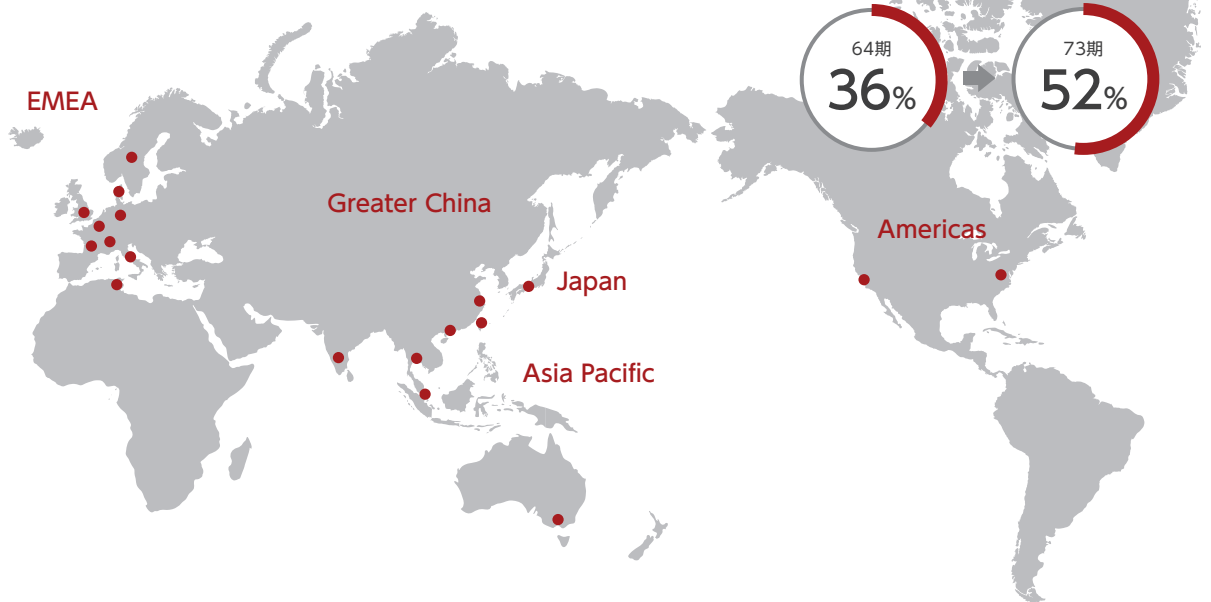 64期
36%
73期
52%
EMEA
Greater China
Americas
Japan
Asia Pacific